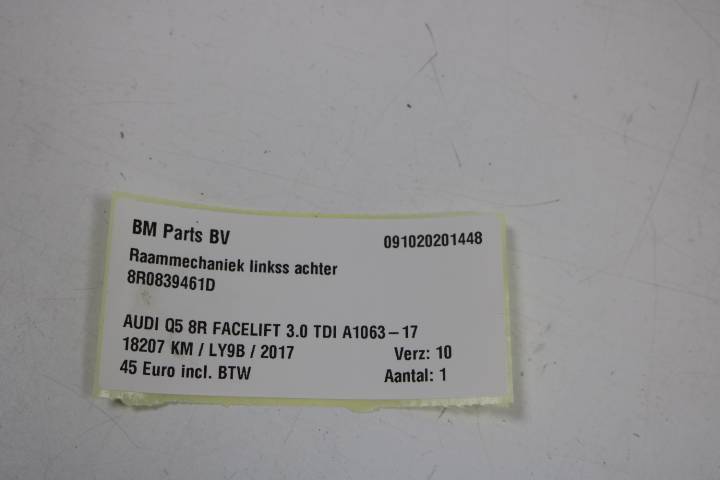 BM Parts BV 091020201448
Raammechaniek linkss achter
8R0839461D
AUDI Q5 8R FACELIFT 3.0 TDI A1063-17
18207 KM / LY9B / 2017 Verz: 10
45 Euro incl. BTW Aantal: 1